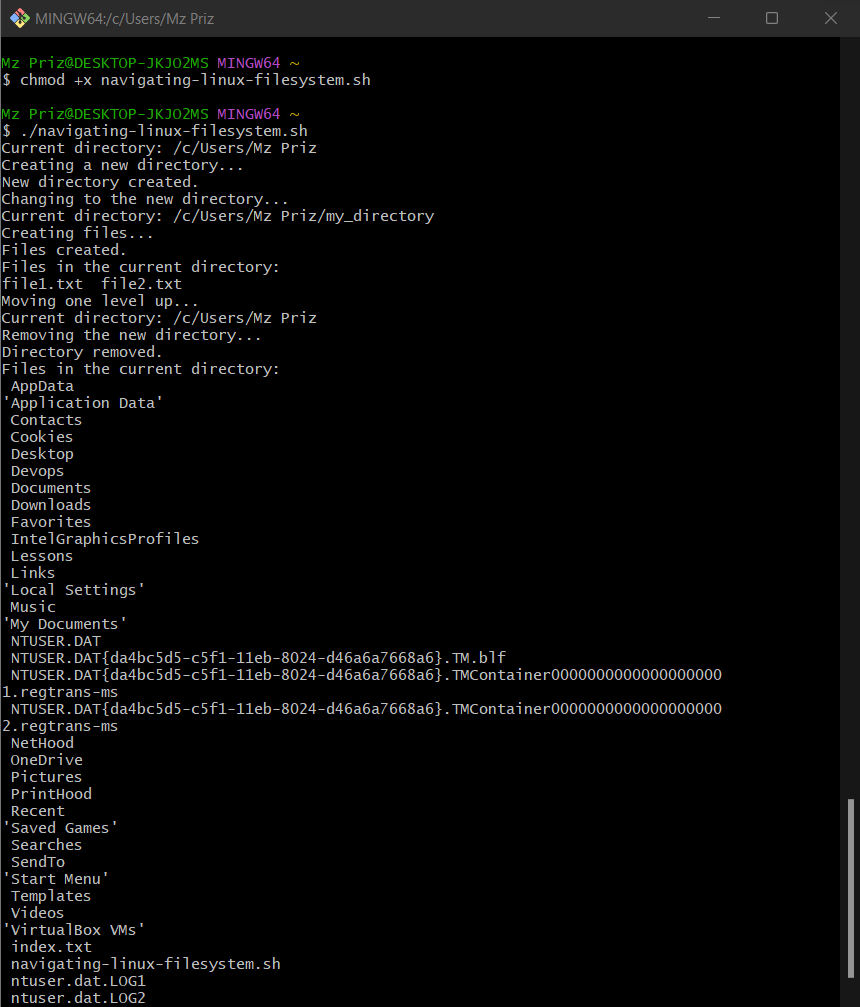 MINGW64:/c/Users/Mz Priz
Mz Priz@DESKTOP-JKJO2MS MINGW64 ~
$ chmod +x navigating-linux-filesystem.sh
Mz Priz@DESKTOP-JKJO2MS MINGW64 ~
$ ./navigating-linux-filesystem.sh
Current directory: /c/Users/Mz Priz
Creating a new directory...
New directory created.
Changing to the new directory...
Current directory: /c/Users/Mz Priz/my_directory
Creating files...
Files created.
Files in the current directory:
file1.txt  file2.txt
Moving one level up...
Current directory: /c/Users/Mz Priz
Removing the new directory...
Directory removed.
Files in the current directory:
AppData
'Application Data'
Contacts
Cookies
Desktop
Devops
Documents
Downloads
Favorites
IntelGraphicsProfiles
Lessons
Links
'Local Settings'
Music
'My Documents'
NTUSER.DAT
NTUSER.DAT{da4bc5d5-c5f1-11eb-8024-d46a6a7668a6}.TM.blf
NTUSER.DAT{da4bc5d5-c5f1-11eb-8024-d46a6a7668a6}.TMContainer0000000000000000000
1.regtrans-ms
NTUSER.DAT{da4bc5d5-c5f1-11eb-8024-d46a6a7668a6}.TMContainer0000000000000000000
2.regtrans-ms
NetHood
OneDrive
Pictures
PrintHood
Recent
'Saved Games'
Searches
SendTo
'Start Menu'
Templates
Videos
'VirtualBox VMs'
index.txt
navigating-linux-filesystem.sh
ntuser.dat.LOG1
ntuser.dat.LOG2